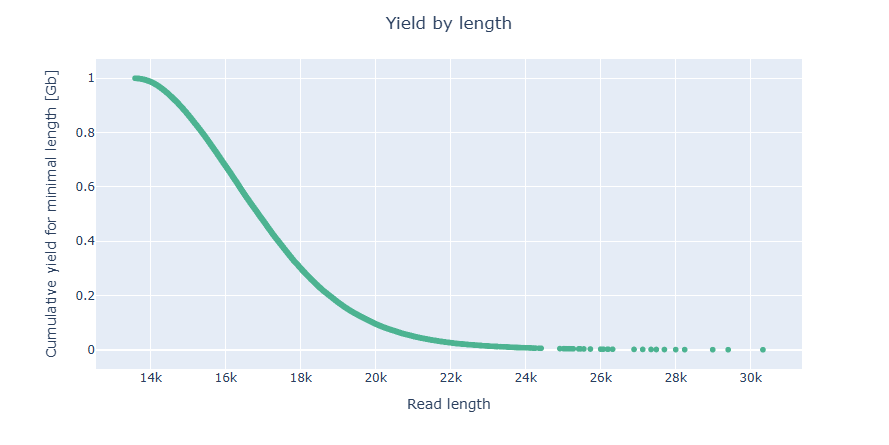 Yield by length
Cumulative yield for minimal length [Gb]
1
0.8
0.6
0.4
0.2
0
14k 16k 18k 20k 22k 24k 26k 28k 30k
Read length